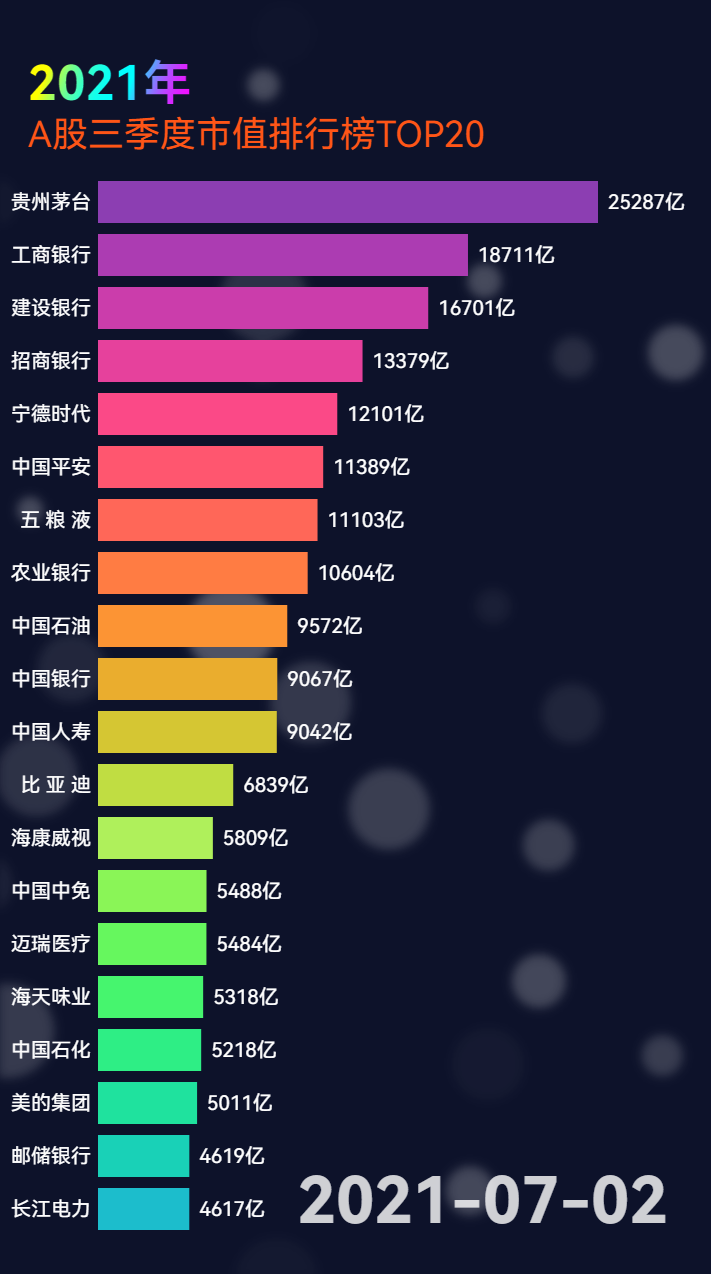 2021年
A股三季度市值排行榜TOP20
贵州茅台 25287亿
工商银行 18711亿
建设银行 16701亿
招商银行 13379亿
宁德时代 12101亿
中国平安 11389亿
五 粮 液 11103亿
农业银行 10604亿
中国石油 9572亿
中国银行 9067亿
中国人寿 9042亿
比 亚 迪 6839亿
海康威视 5809亿
中国中免 5488亿
迈瑞医疗 5484亿
海天味业 5318亿
中国石化 5218亿
美的集团 5011亿
邮储银行 4619亿
长江电力 4617亿
2021-07-02